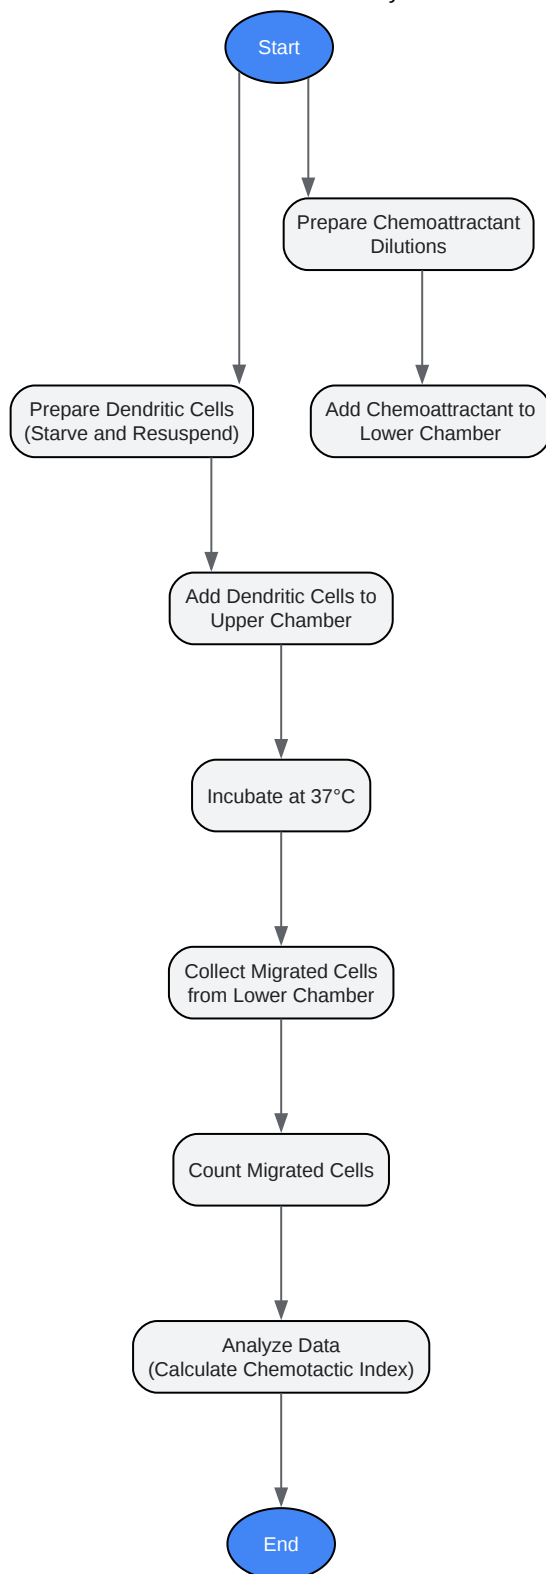 Start
Prepare Chemoattractant
Dilutions
Prepare Dendritic Cells
(Starve and Resuspend)
Add Chemoattractant to
Lower Chamber
Add Dendritic Cells to
Upper Chamber
Incubate at 37°C
Collect Migrated Cells
from Lower Chamber
Count Migrated Cells
Analyze Data
(Calculate Chemotactic Index)
End